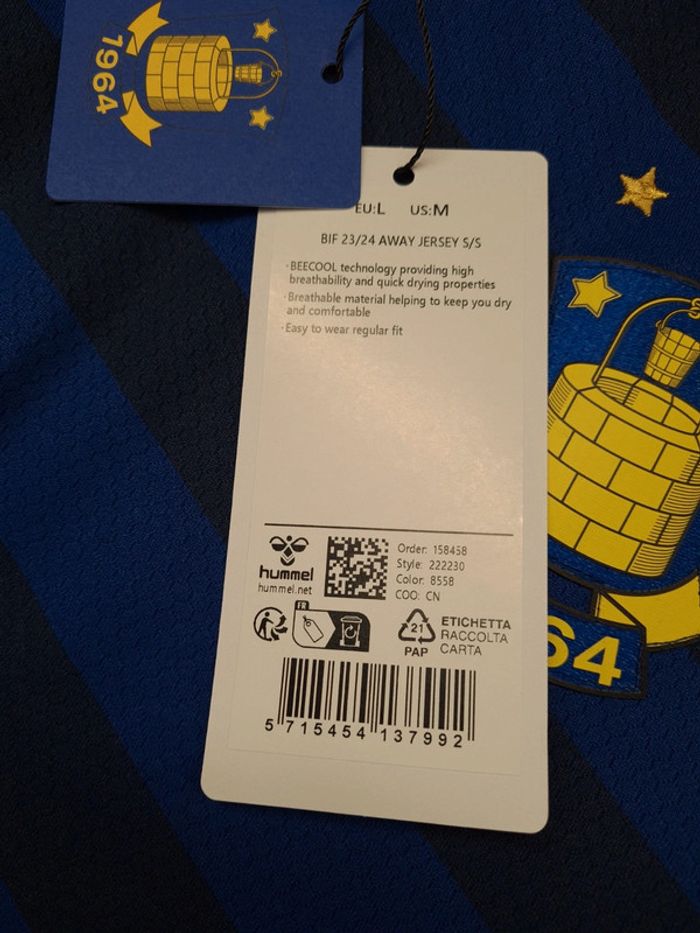 1964
EU:L US:M
BIF 23/24 AWAY JERSEY S/S
·BEECOOL technology providing high
breathability and quick drying properties
·Breathable material helping to keep you dry
and comfortable
·Easy to wear regular fit
hummel
hummel.net
Order: 158458
Style: 222230
Color: 8558
COO: CN
FR
21
PAP
ETICHETTA
RACCOLTA
CARTA
5 715454 137992
64